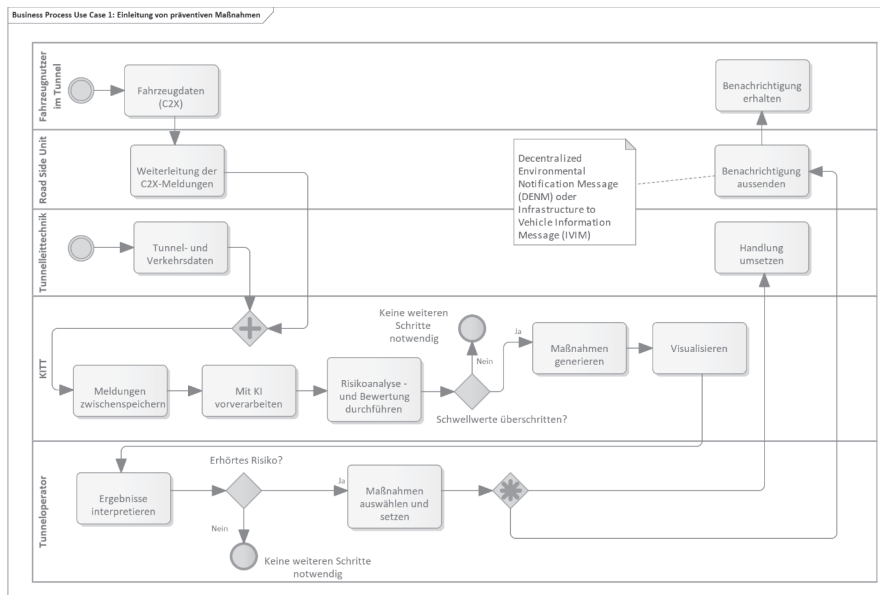 Business Process Use Case 1: Einleitung von präventiven Maßnahmen
Fahrzeugnutzer
im Tunnel
Fahrzeugdaten
(C2X)
Benachrichtigung
erhalten
Road Side Unit
Weiterleitung der
C2X-Meldungen
Decentralized
Environmental
Notification Message
(DENM) oder
Infrastructure to
Vehicle Information
Message (IVIM)
Benachrichtigung
aussenden
Tunnelleittechnik
Tunnel- und
Verkehrsdaten
Handlung
umsetzen
KITT
Keine weiteren
Schritte
notwendig
Nein
Ja
Maßnahmen
generieren
Visualisieren
Meldungen
zwischenspeichern
Mit KI
vorverarbeiten
Risikoanalyse -
und Bewertung
durchführen
Schwellwerte überschritten?
Tunneloperator
Erhörtes Risiko?
Ergebnisse
interpretieren
Ja
Maßnahmen
auswählen und
setzen
Nein
Keine weiteren Schritte
notwendig